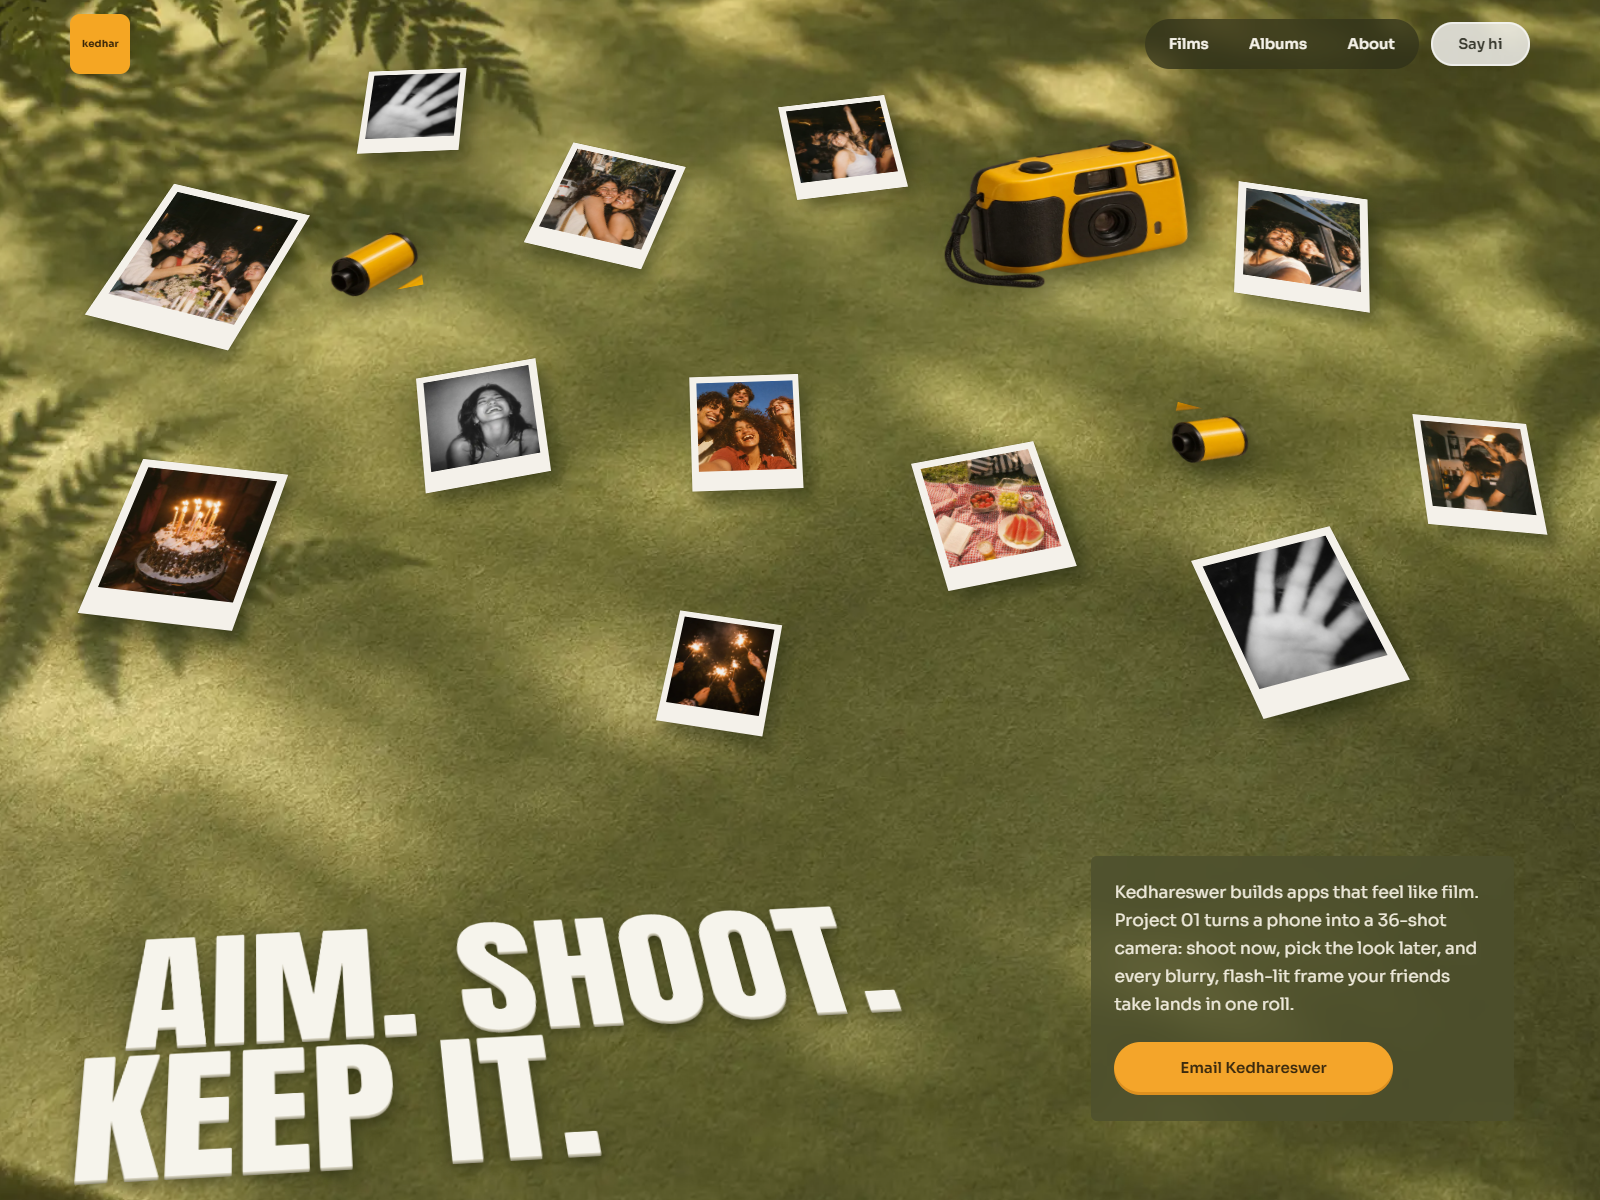 kedhar
Films
Albums
About
Say hi
AIM. SHOOT.
KEEP IT.
Kedhareswer builds apps that feel like film.
Project 01 turns a phone into a 36-shot
camera: shoot now, pick the look later, and
every blurry, flash-lit frame your friends
take lands in one roll.
Email Kedhareswer